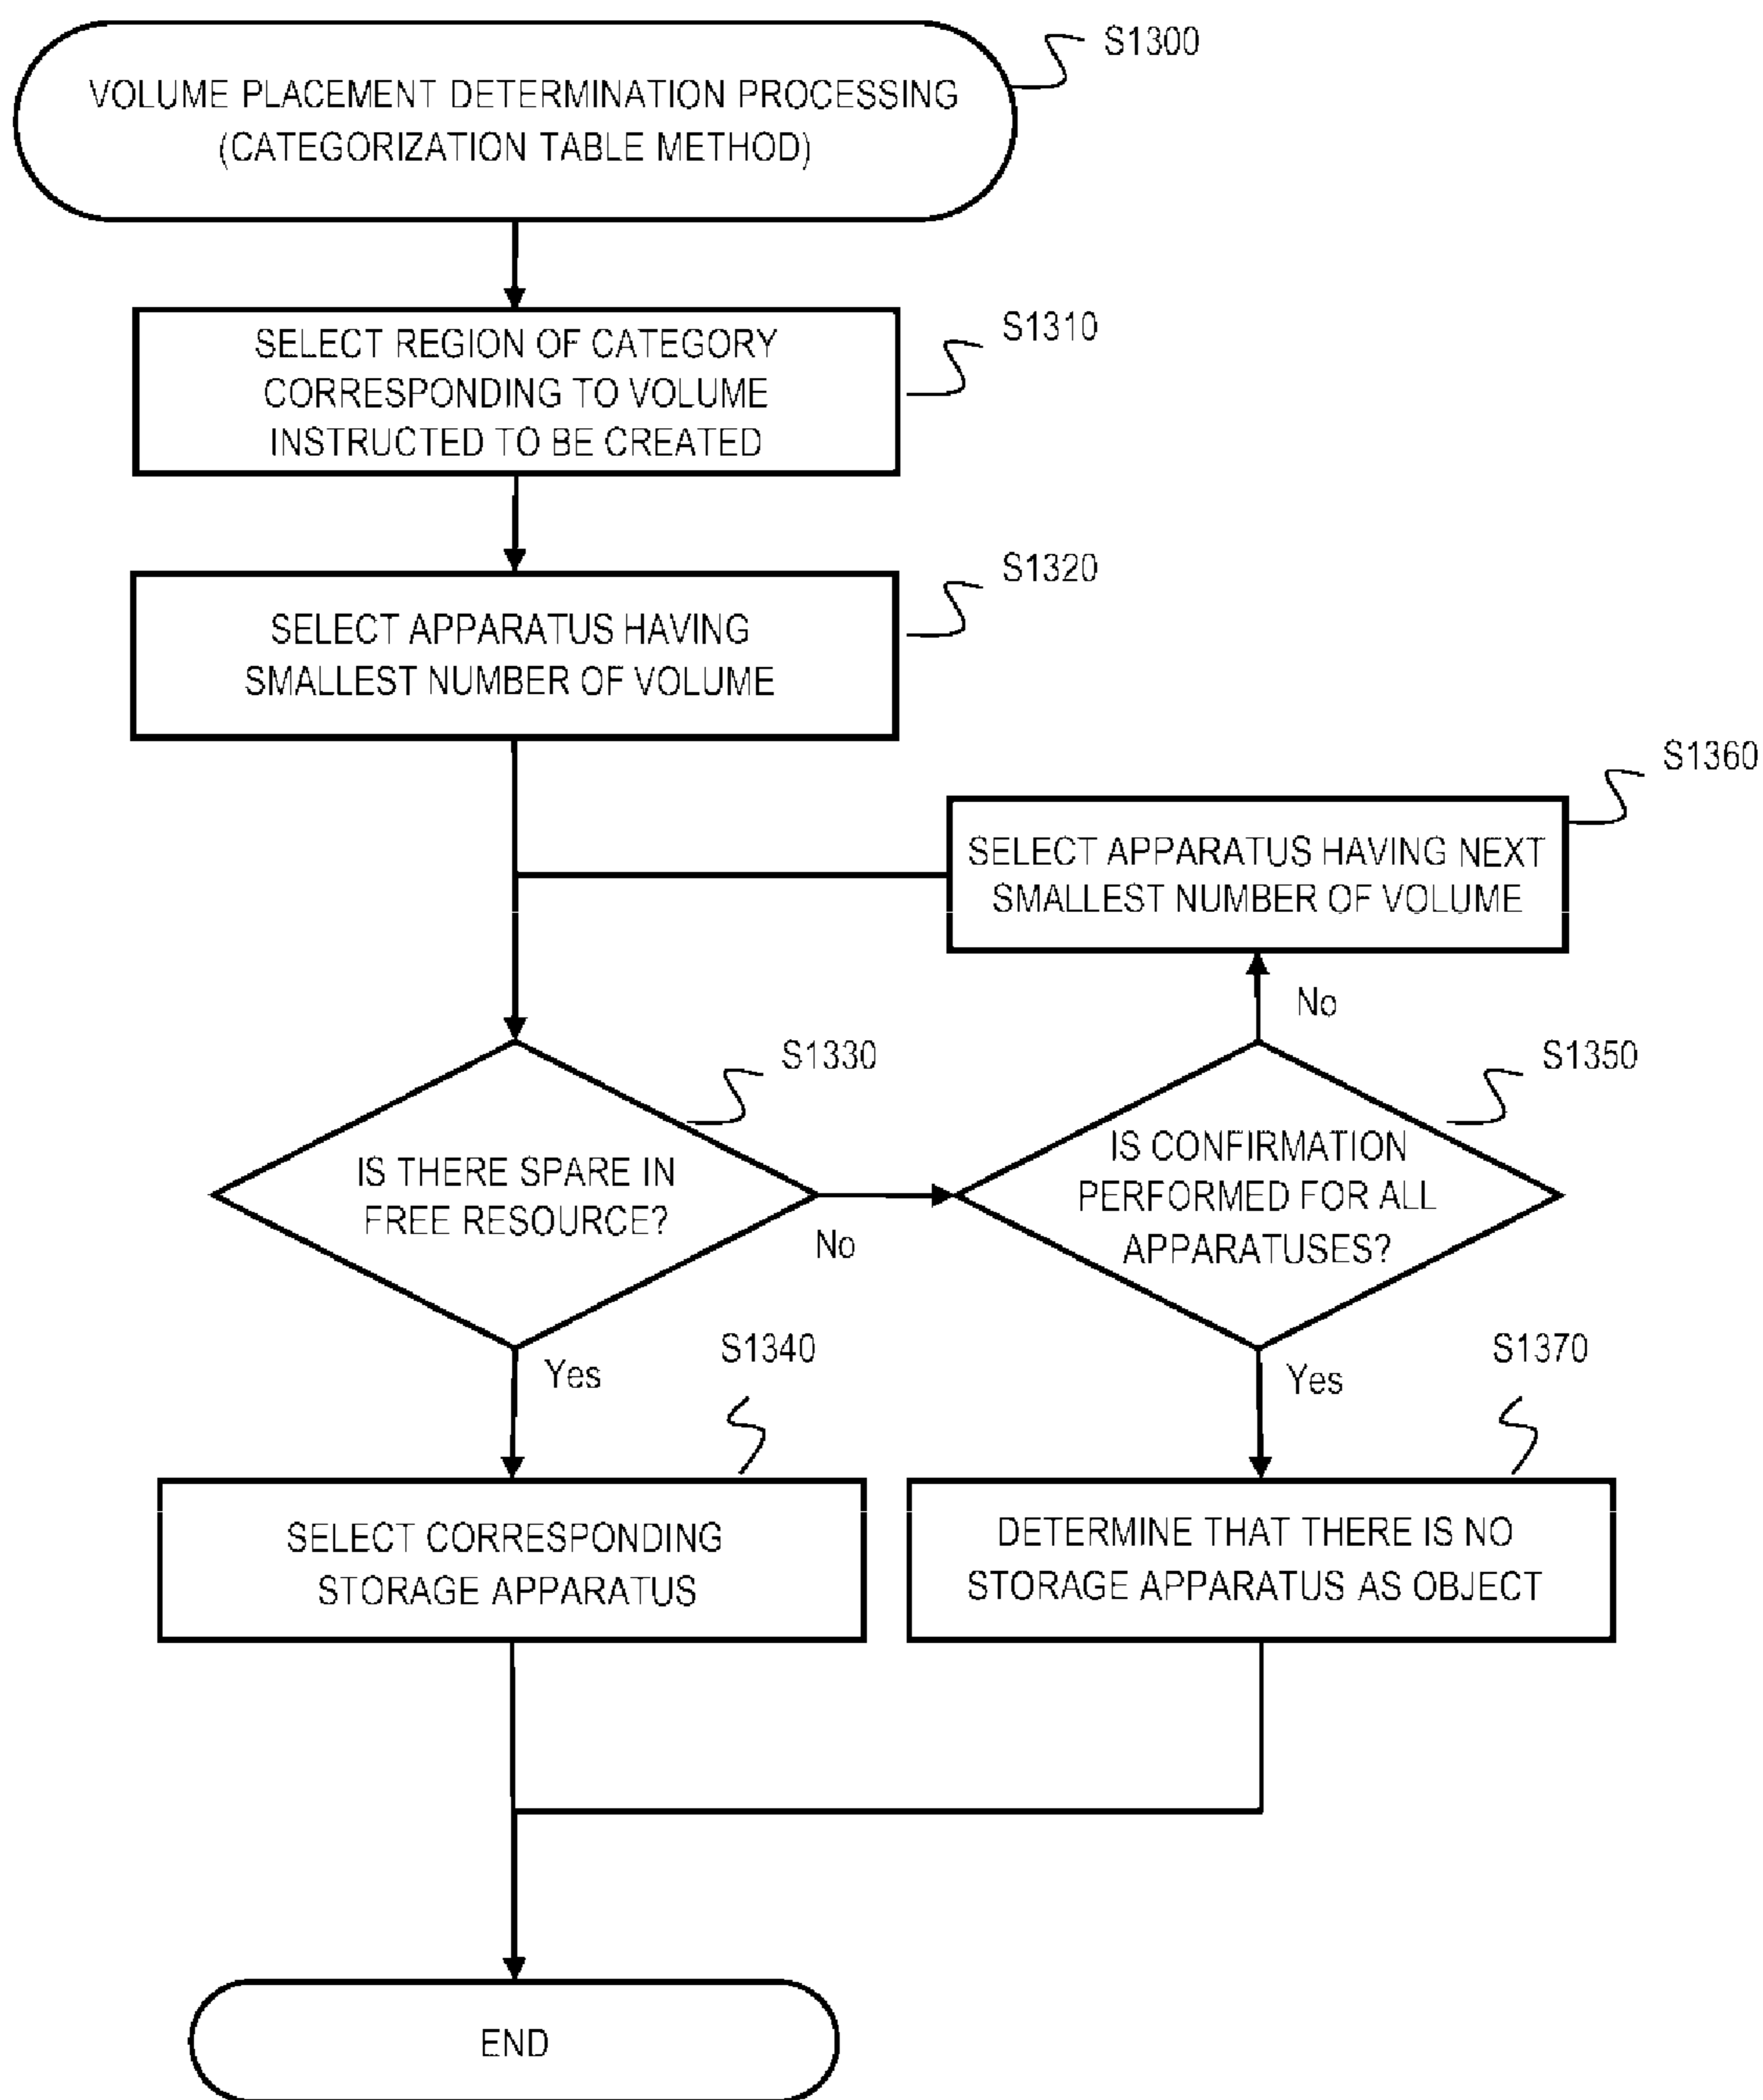 S1300
VOLUME PLACEMENT DETERMINATION PROCESSING
(CATEGORIZATION TABLE METHOD)
S1310
SELECT REGION OF CATEGORY
CORRESPONDING TO VOLUME
INSTRUCTED TO BE CREATED
S1320
SELECT APPARATUS HAVING
SMALLEST NUMBER OF VOLUME
S1360
SELECT APPARATUS HAVING NEXT
SMALLEST NUMBER OF VOLUME
No
S1330
IS THERE SPARE IN
FREE RESOURCE?
No
S1350
IS CONFIRMATION
PERFORMED FOR ALL
APPARATUSES?
Yes
S1340
SELECT CORRESPONDING
STORAGE APPARATUS
Yes
S1370
DETERMINE THAT THERE IS NO
STORAGE APPARATUS AS OBJECT
END